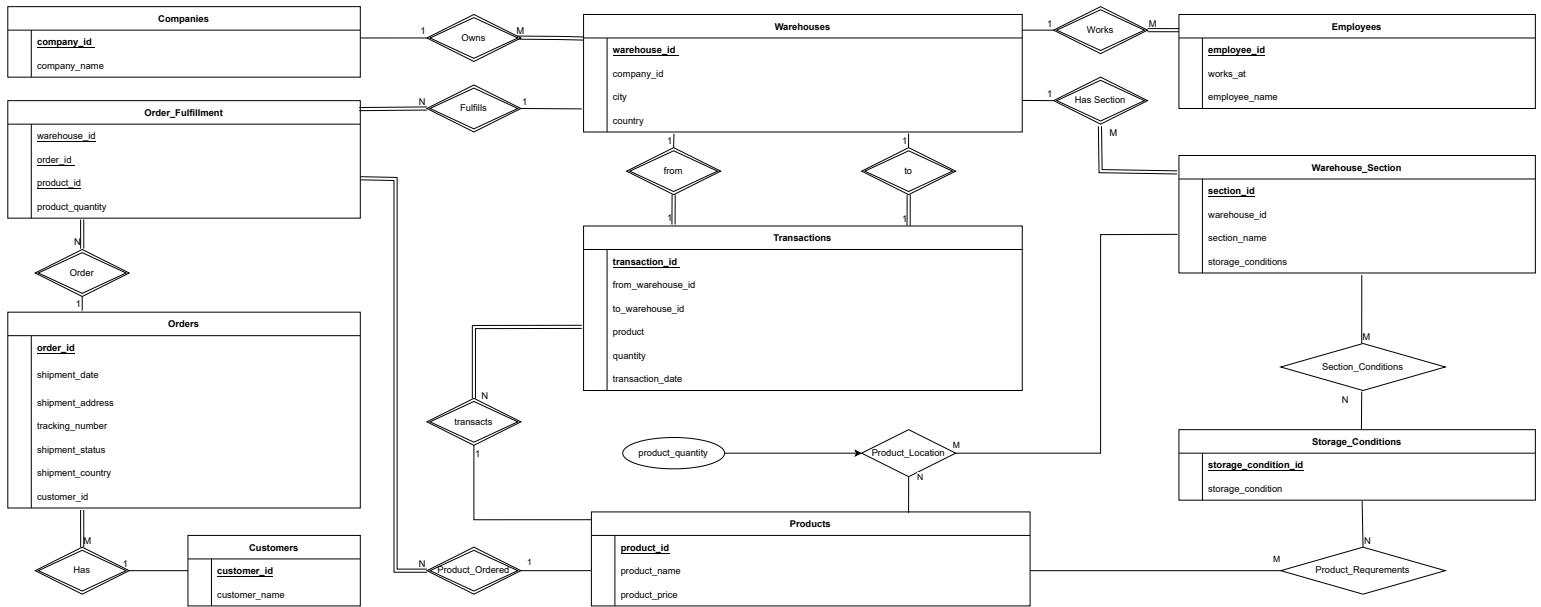 Companies
company_id
company_name
1
Owns
M
Warehouses
warehouse_id
company_id
city
country
1
Works
M
Employees
employee_id
works_at
employee_name
Order_Fulfillment
warehouse_id
order_id
product_id
product_quantity
N
Fulfills
1
1
Has Section
M
1
from
1
1
to
1
Warehouse_Section
section_id
warehouse_id
section_name
storage_conditions
N
Order
1
Transactions
transaction_id
from_warehouse_id
to_warehouse_id
product
quantity
transaction_date
Orders
order_id
shipment_date
shipment_address
tracking_number
shipment_status
shipment_country
customer_id
M
Section_Conditions
N
N
transacts
1
product_quantity
Product_Location
M
N
Storage_Conditions
storage_condition_id
storage_condition
M
Has
1
Customers
customer_id
customer_name
N
Product_Ordered
1
Products
product_id
product_name
product_price
M
N
Product_Requrements